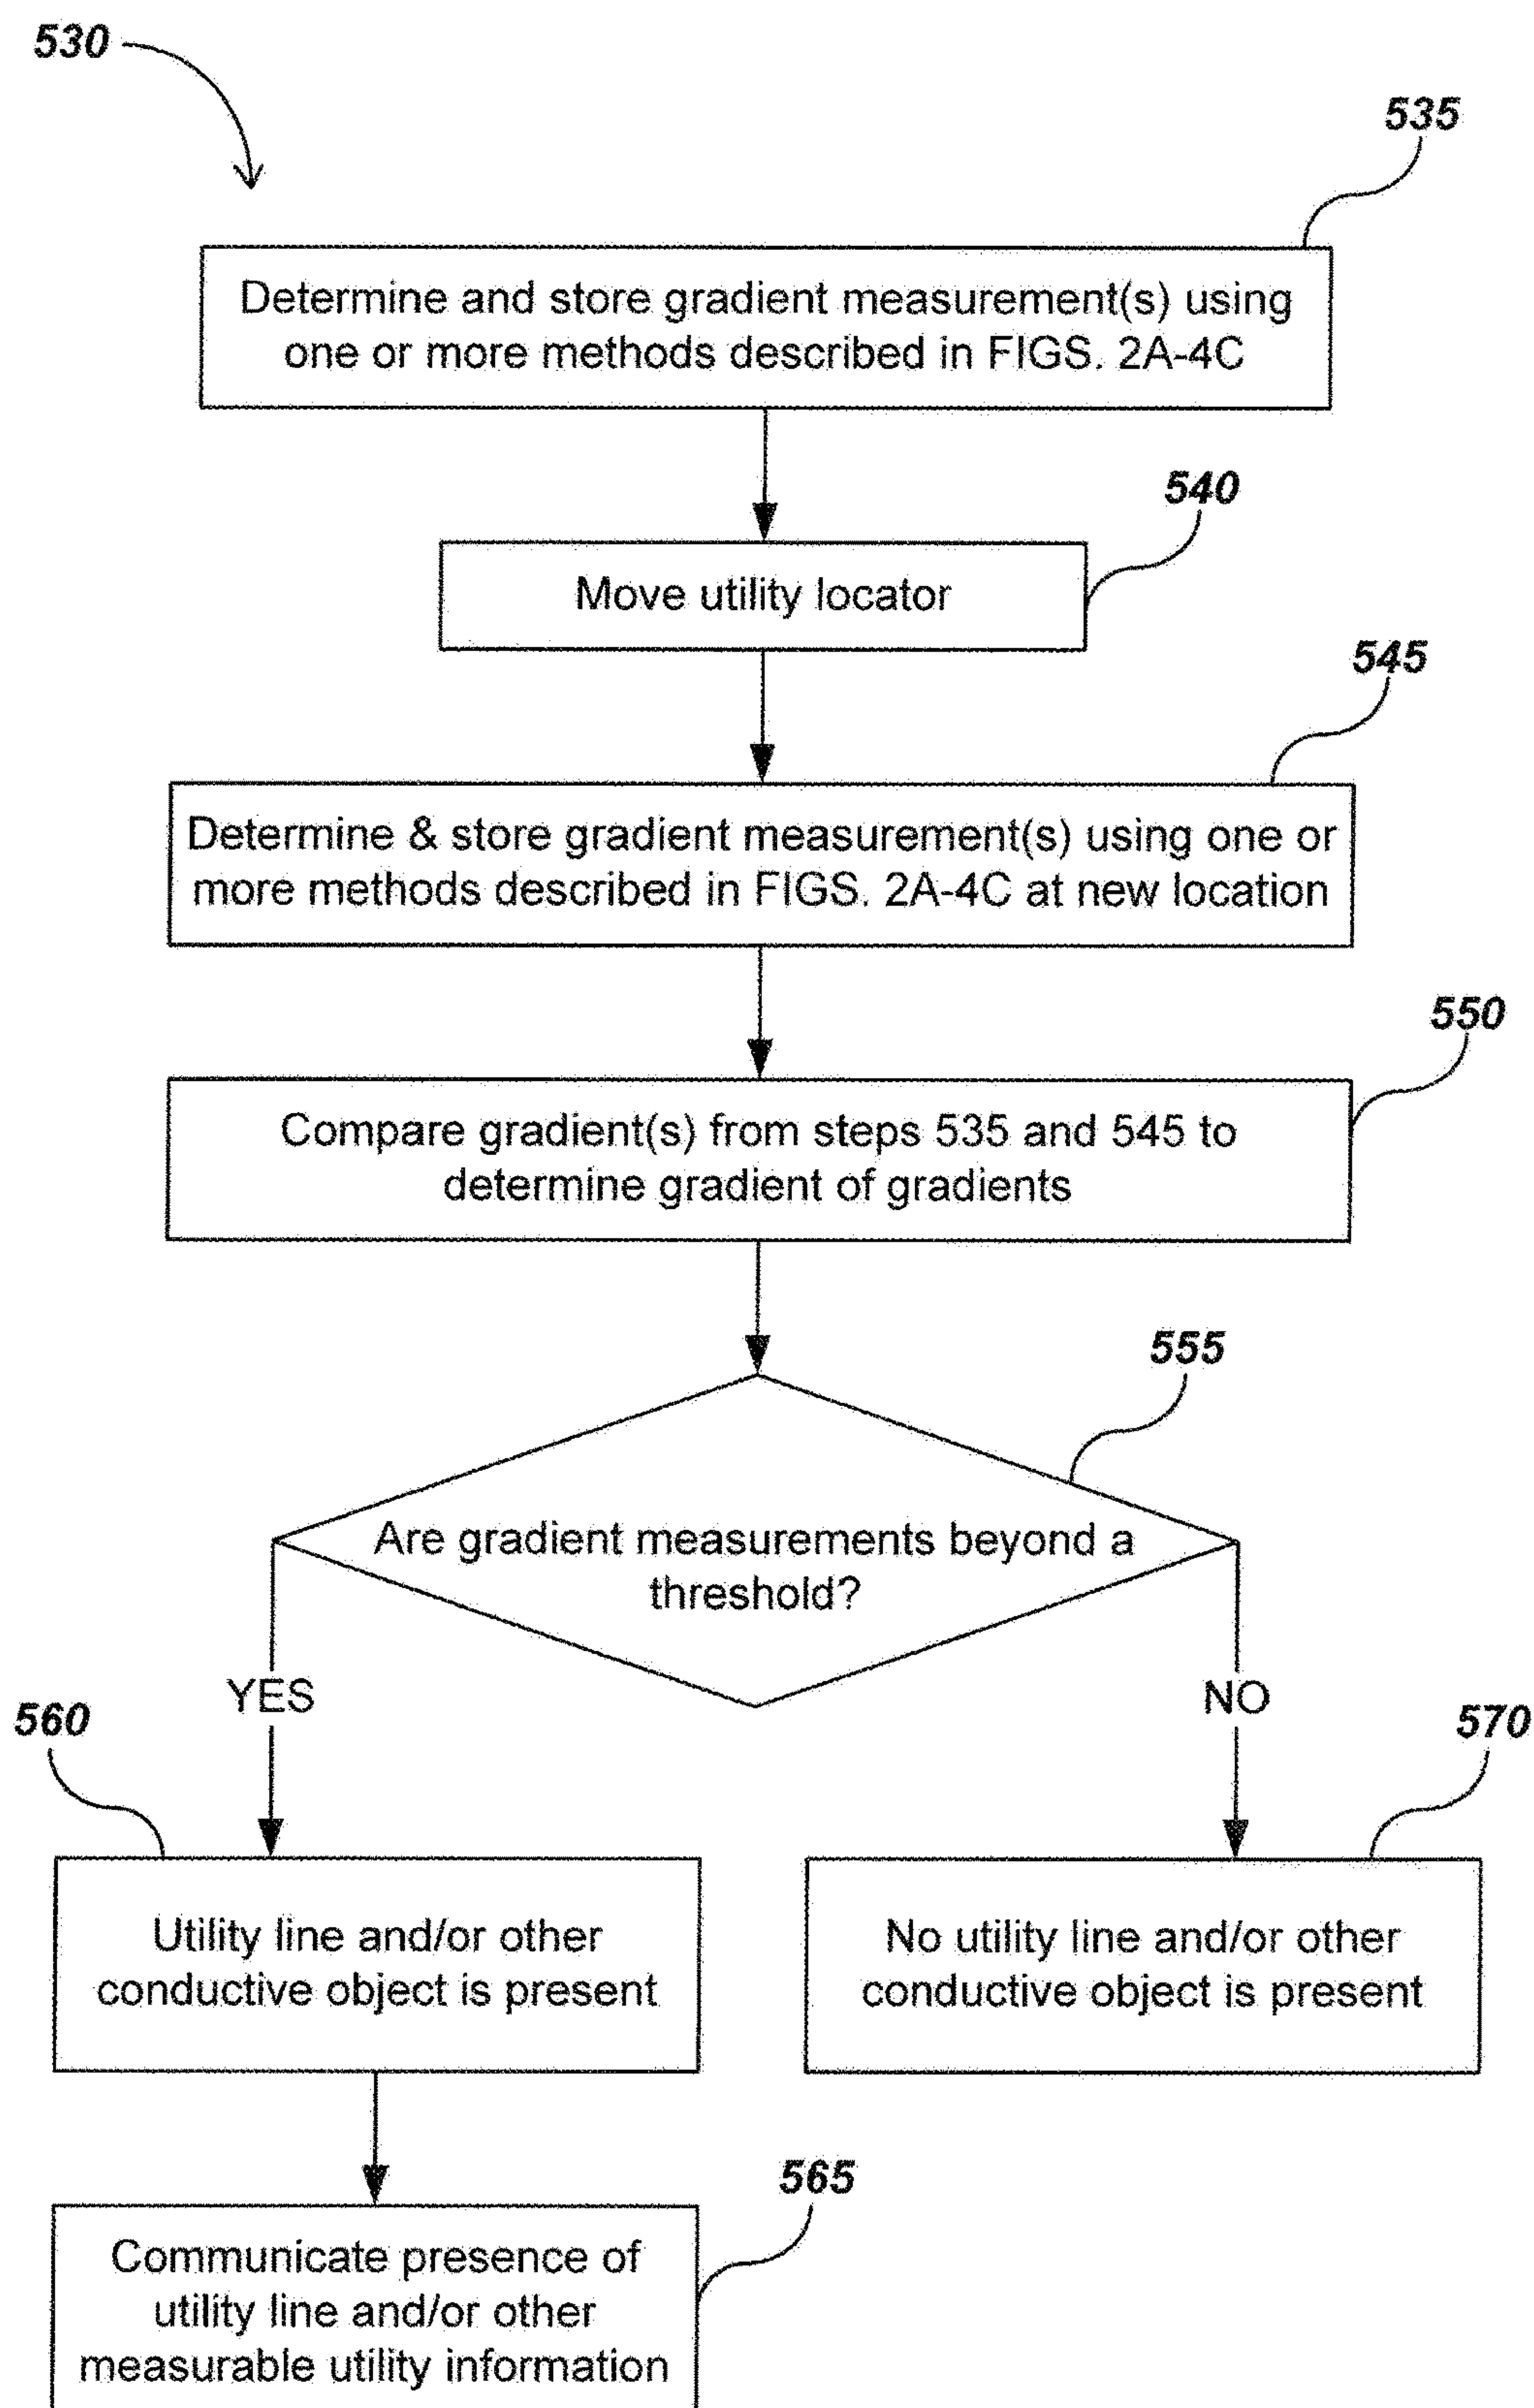 530
535
Determine and store gradient measurement(s) using
one or more methods described in FIGS. 2A-4C
540
Move utility locator
545
Determine & store gradient measurement(s) using one or
more methods described in FIGS. 2A-4C at new location
550
Compare gradient(s) from steps 535 and 545 to
determine gradient of gradients
555
Are gradient measurements beyond a
threshold?
YES
NO
560
570
Utility line and/or other
conductive object is present
No utility line and/or other
conductive object is present
565
Communicate presence of
utility line and/or other
measurable utility information